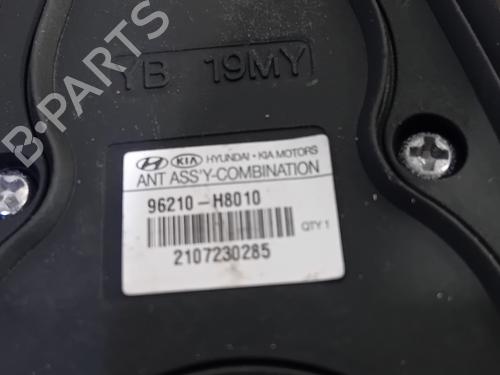 YB 19MY
HYUNDAI · KIA MOTORS
ANT ASS'Y-COMBINATION
96210-H8010
QTY 1
2107230285
B-PARTS